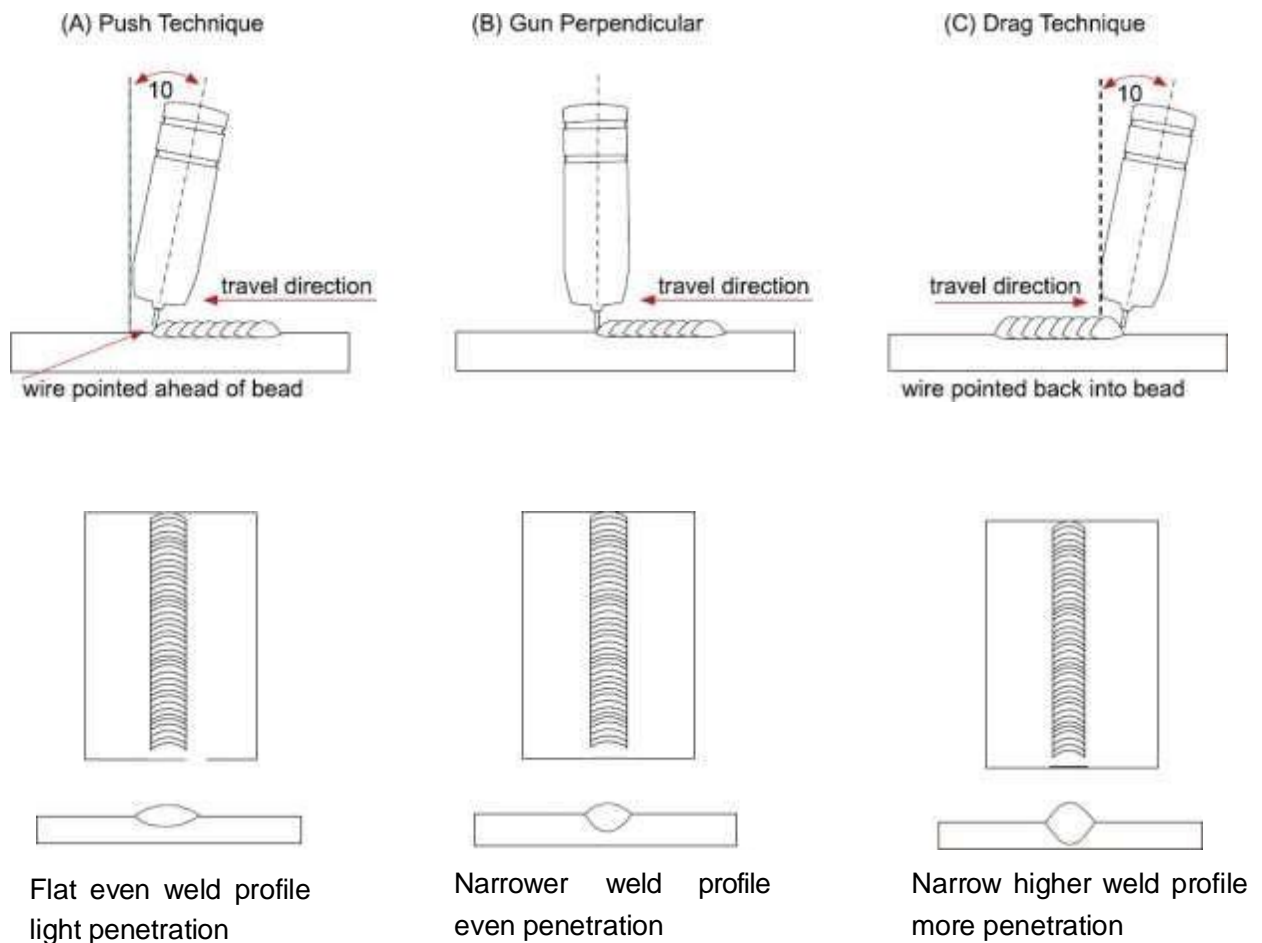 (A) Push Technique
(B) Gun Perpendicular
(C) Drag Technique
10
10
travel direction
travel direction
travel direction
wire pointed ahead of bead
wire pointed back into bead
Flat even weld profile
light penetration
Narrower weld profile
even penetration
Narrow higher weld profile
more penetration